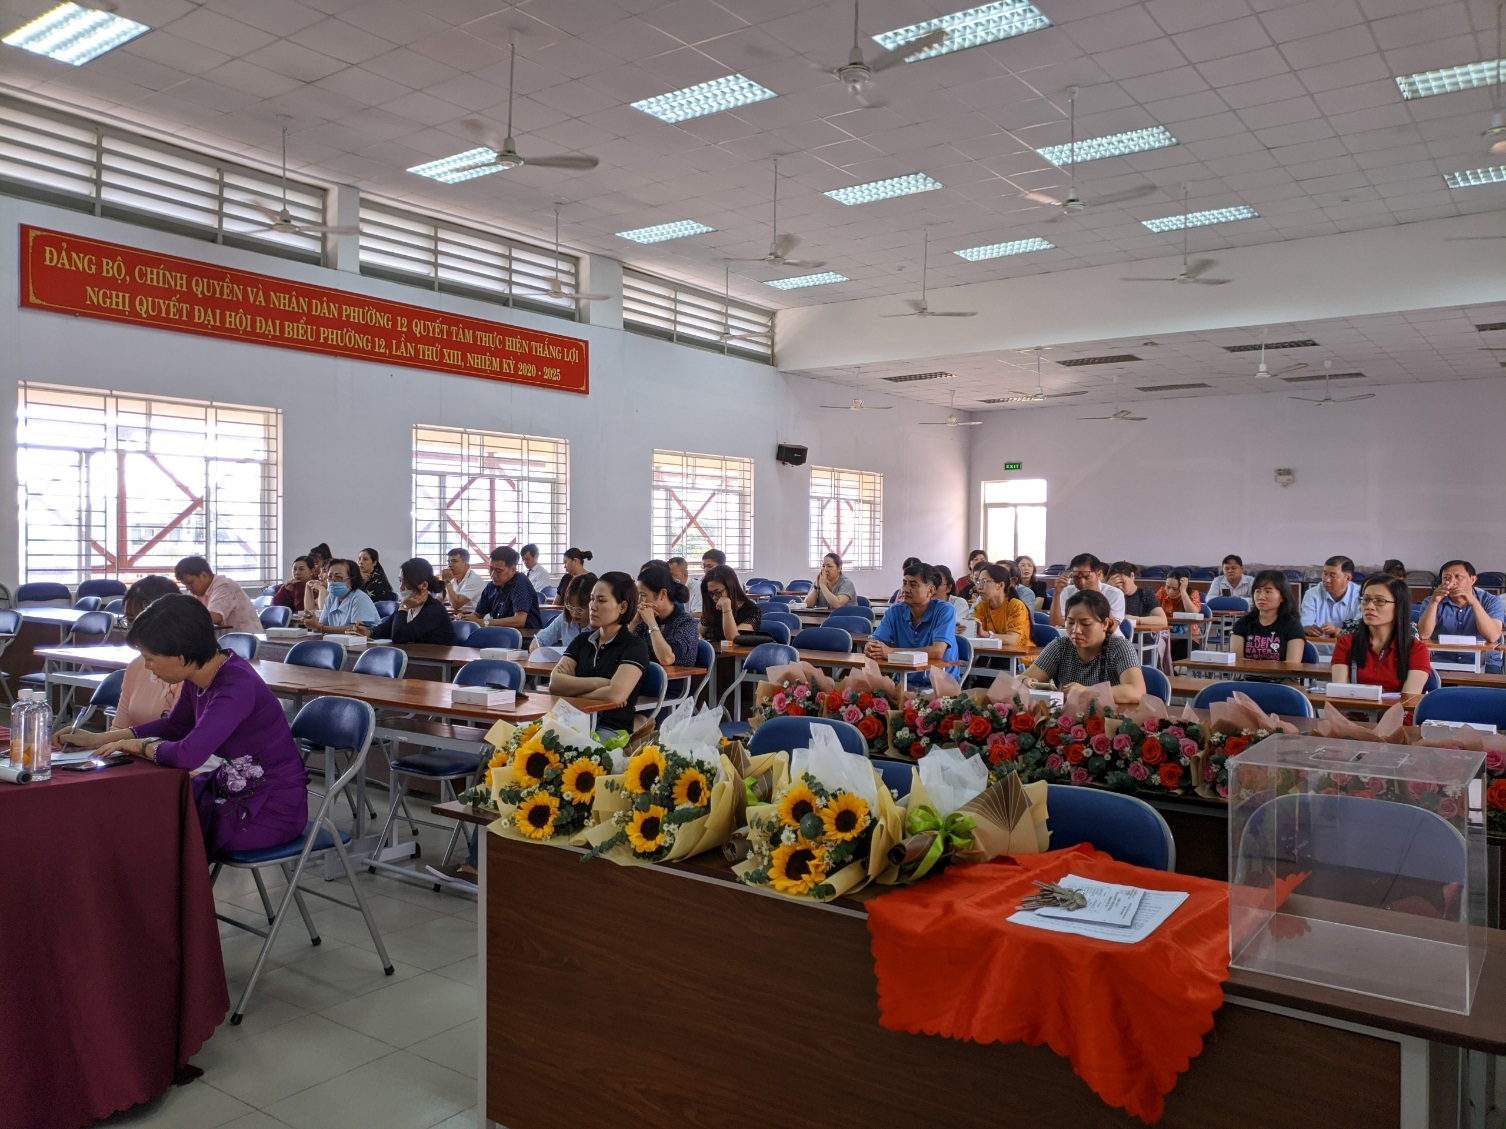 ĐẢNG BỘ, CHÍNH QUYỀN VÀ NHÂN DÂN PHƯỜNG 12 QUYẾT TÂM THỰC HIỆN THẮNG LỢI
NGHỊ QUYẾT ĐẠI HỘI ĐẠI BIỂU PHƯỜNG 12, LẦN THỨ XIII, NHIỆM KỲ 2020 - 2025
EXIT